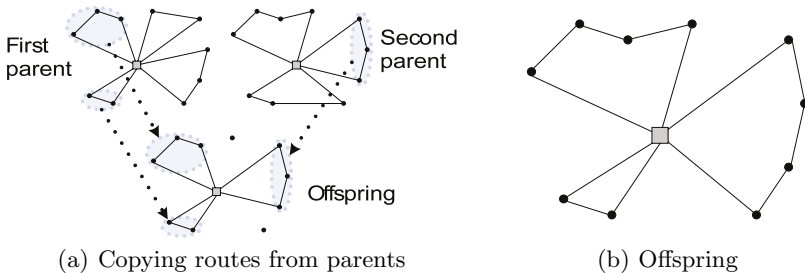 First
parent
Second
parent
Offspring
(a) Copying routes from parents
(b) Offspring